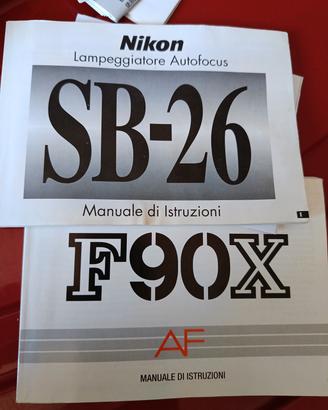 Nikon
Lampeggiatore Autofocus
SB-26
Manuale di Istruzioni
F90X
AF
MANUALE DI ISTRUZIONI